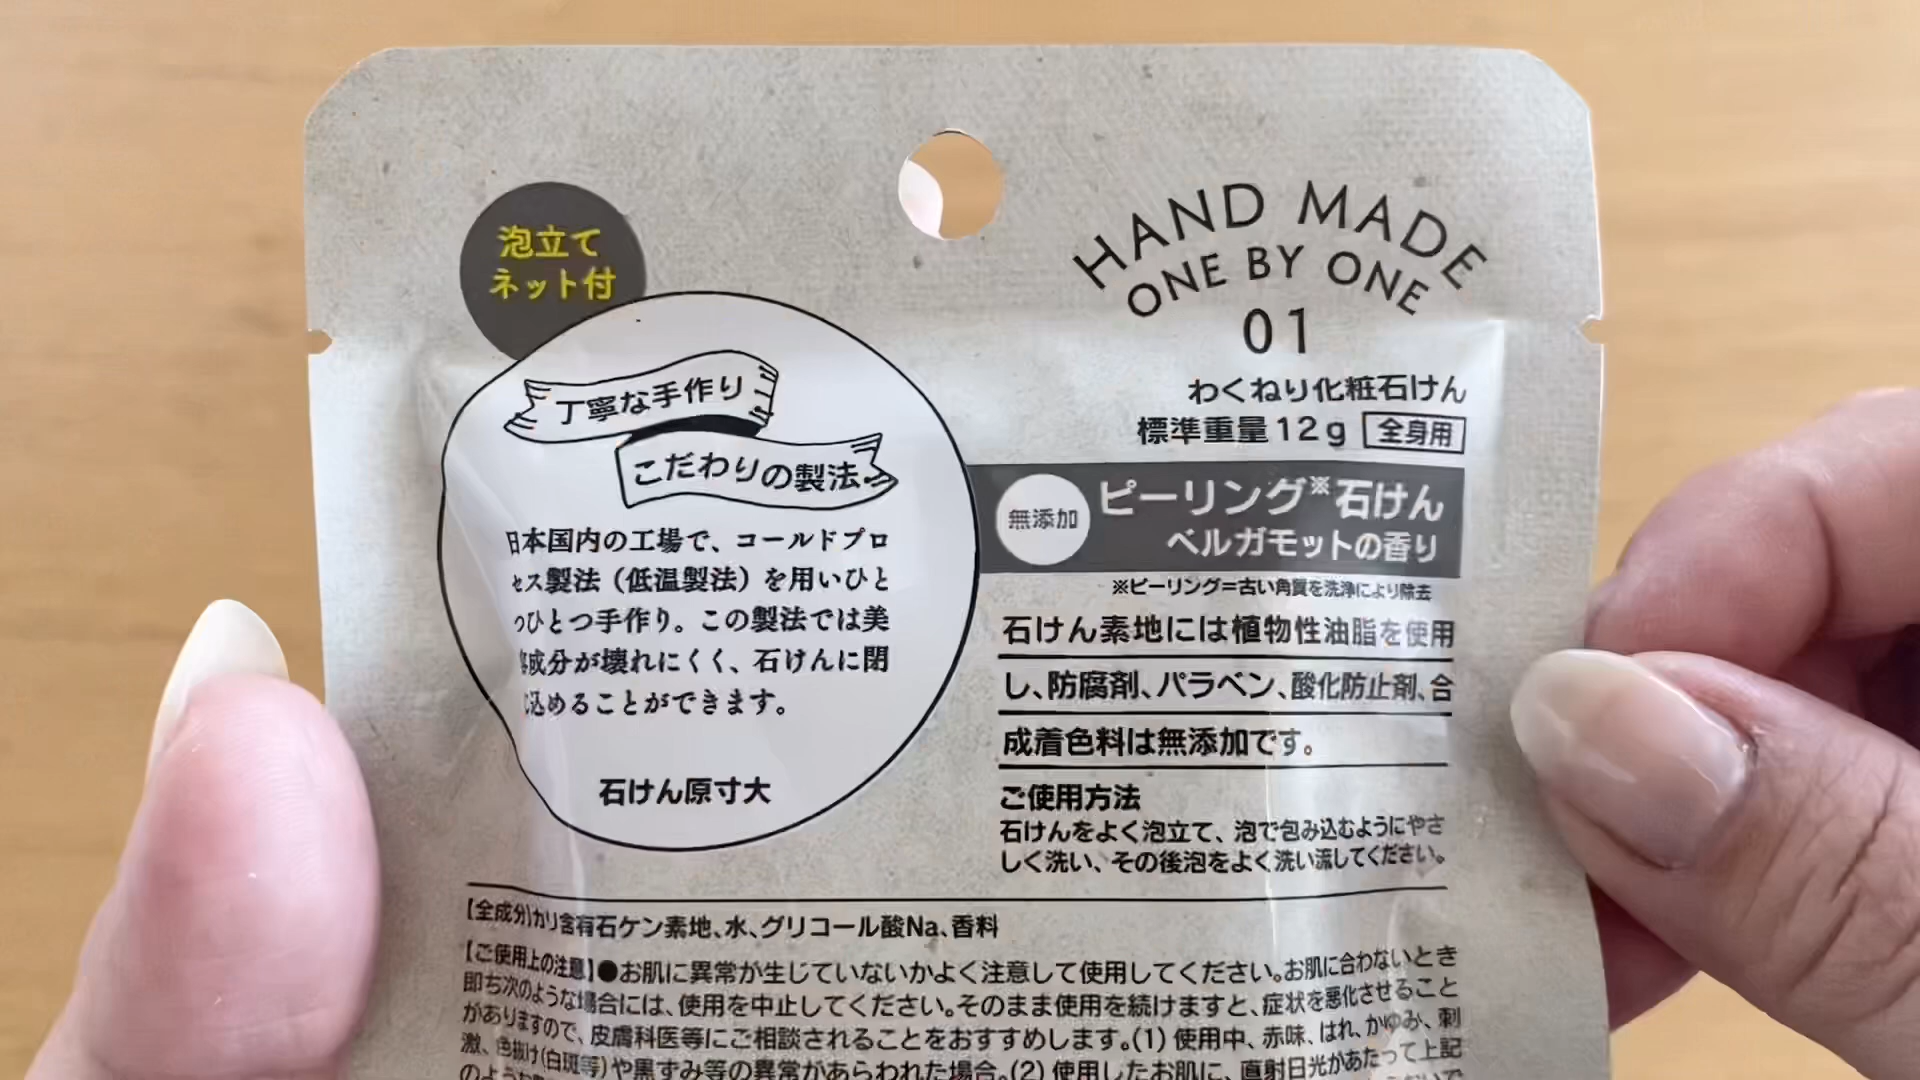 泡立て
ネット付
HAND MADE
ONE BY ONE
01
わくねり化粧石けん
標準重量12g 全身用
丁寧な手作り
こだわりの製法
日本国内の工場で、コールドプロ
セス製法（低温製法）を用いひと
つひとつ手作り。この製法では美
成分が壊れにくく、石けんに閉
込めることができます。
石けん原寸大
無添加
ピーリング※石けん
ベルガモットの香り
※ピーリング=古い角質を洗浄により除去
石けん素地には植物性油脂を使用
し、防腐剤、パラベン、酸化防止剤、合
成着色料は無添加です。
ご使用方法
石けんをよく泡立て、泡で包み込むようにやさ
しく洗い、その後泡をよく洗い流してください。
【全成分】カリ含有石ケン素地、水、グリコール酸Na、香料
【ご使用上の注意】●お肌に異常が生じていないかよく注意して使用してください。お肌に合わないとき
即ち次のような場合には、使用を中止してください。そのまま使用を続けますと、症状を悪化させること
がありますので、皮膚科医等にご相談されることをおすすめします。(1) 使用中、赤味、はれ、かゆみ、刺
激、色抜け(白斑等)や黒ずみ等の異常があらわれた場合。(2) 使用したお肌に、直射日光があたって上記
のような